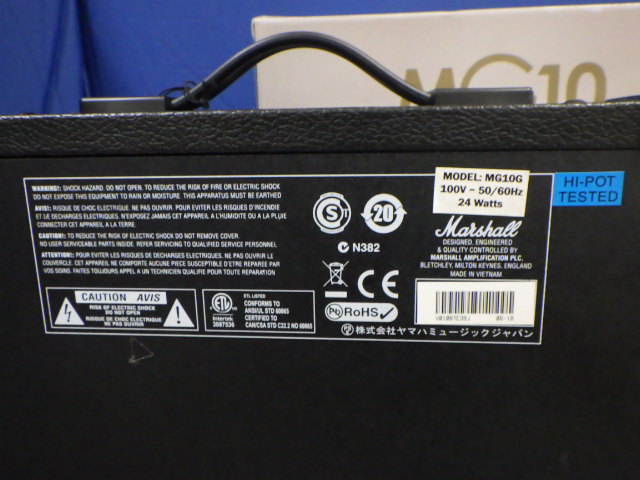 MG10
WARNING!: SHOCK HAZARD. DO NOT OPEN. TO REDUCE THE RISK OF FIRE OR ELECTRIC SHOCK
DO NOT EXPOSE THIS EQUIPMENT TO RAIN OR MOISTURE. THIS APPARATUS MUST BE EARTHED
AVIS!: RISQUE DE CHOC ELECTRIQUE. NE PAS OUVRIR. POUR EVITER LES RISQUES D'INCENDIE
ET LE DECHARGES ELECTRIQUES, N'EXPOSEZ JAMAIS CET APPAREIL A L'HUMIDITE OU A LA PLUIE
CONNECTER CET APPAREIL A LA TERRE
CAUTION!: TO REDUCE THE RISK OF ELECTRIC SHOCK DO NOT REMOVE COVER.
NO USER SERVICEABLE PARTS INSIDE. REFER SERVICING TO QUALIFIED SERVICE PERSONNEL
ATTENTION!: POUR EVITER LES RISQUES DE DECHARGES ELECTRIQUES, NE JAMAIS OUVRIR LE
COUVERCLE. CET APPAREIL NE COMPORTE AUCUNE PIECE SUSCEPTIBLE D'ETRE REPAREE PAR
VOS SOINS. FAITES TOUJOURS APPEL A UN TECHNICIEN QUALIFIE POUR TOUTE REPARATION
CAUTION AVIS
RISK OF ELECTRIC SHOCK
DO NOT OPEN
RISQUE DE CHOC ELECTRIQUE
NE PAS OUVRIR
ETL
Intertek
3087536
ETL LISTED
CONFORMS TO
ANSI/UL STD 60065
CERTIFIED TO
CAN/CSA STD C22.2 NO 60065
S
20
N382
CE
Pb RoHS
MODEL: MG10G
100V ~ 50/60Hz
24 Watts
HI-POT
TESTED
Marshall
DESIGNED, ENGINEERED
& QUALITY CONTROLLED BY
MARSHALL AMPLIFICATION PLC.
BLETCHLEY, MILTON KEYNES, ENGLAND
MADE IN VIETNAM
06-18
株式会社ヤマハミュージックジャパン